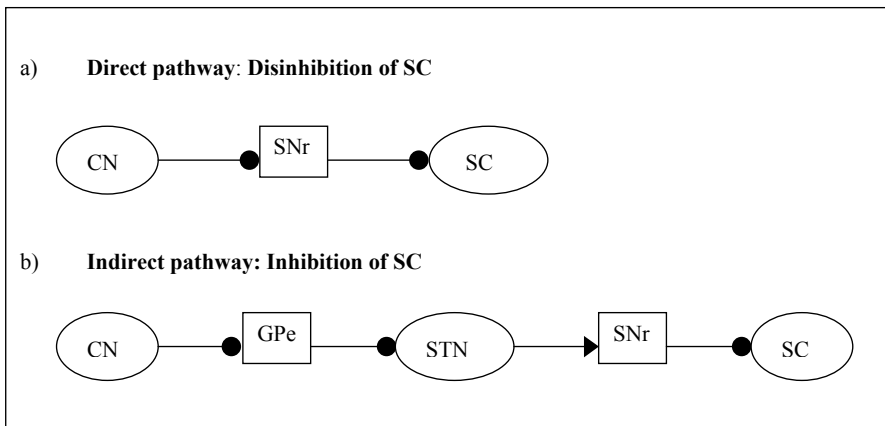 a) Direct pathway: Disinhibition of SC
CN SNr SC
b) Indirect pathway: Inhibition of SC
CN GPe STN SNr SC